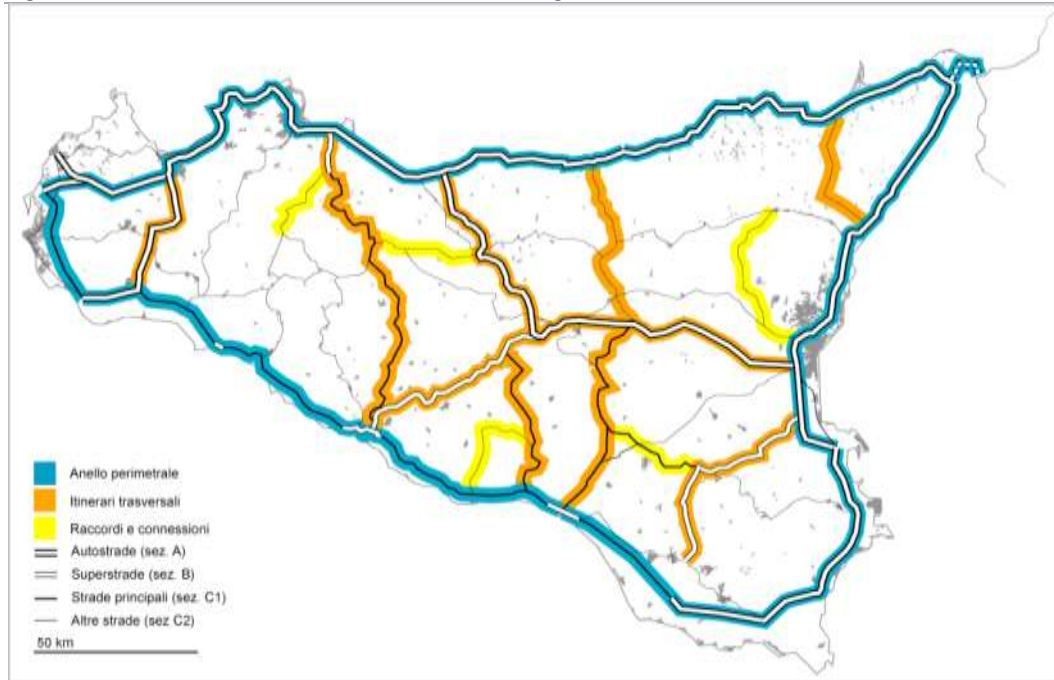 Anello perimetrale
Itinerari trasversali
Raccordi e connessioni
Autostrade (sez. A)
Superstrade (sez. B)
Strade principali (sez. C1)
Altre strade (sez C2)
50 km